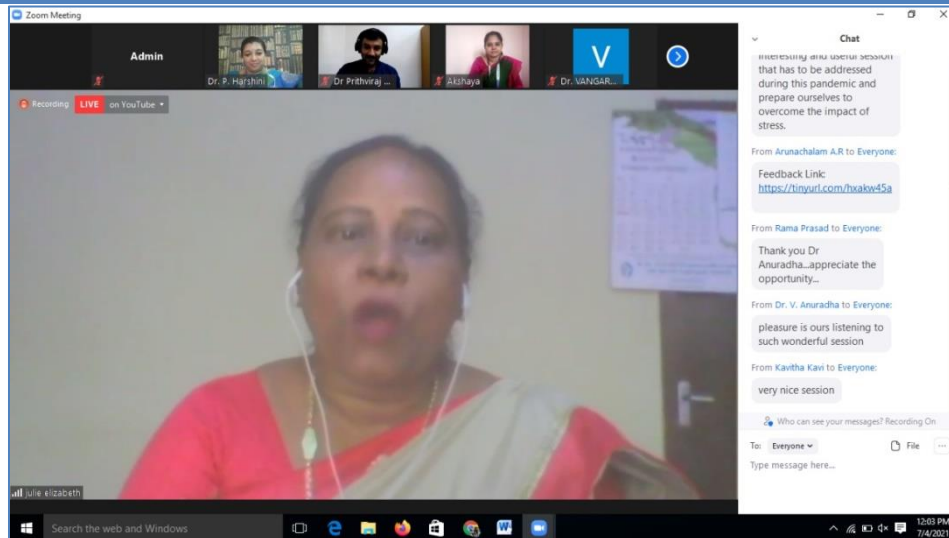 Zoom Meeting
Admin
Dr. P. Harshini
Dr Prithviraj ...
Akshaya
V
Dr. VANGAR...
Recording
LIVE
on YouTube
julie elizabeth
Chat
interesting and useful session
that has to be addressed
during this pandemic and
prepare ourselves to
overcome the impact of
stress.
From Arunachalam A.R to Everyone:
Feedback Link:
https://tinyurl.com/hxakw45a
From Rama Prasad to Everyone:
Thank you Dr
Anuradha...appreciate the
opportunity...
From Dr. V. Anuradha to Everyone:
pleasure is ours listening to
such wonderful session
From Kavitha Kavi to Everyone:
very nice session
Who can see your messages? Recording On
To: Everyone
File
...
Type message here...
Search the web and Windows
12:03 PM
7/4/2021